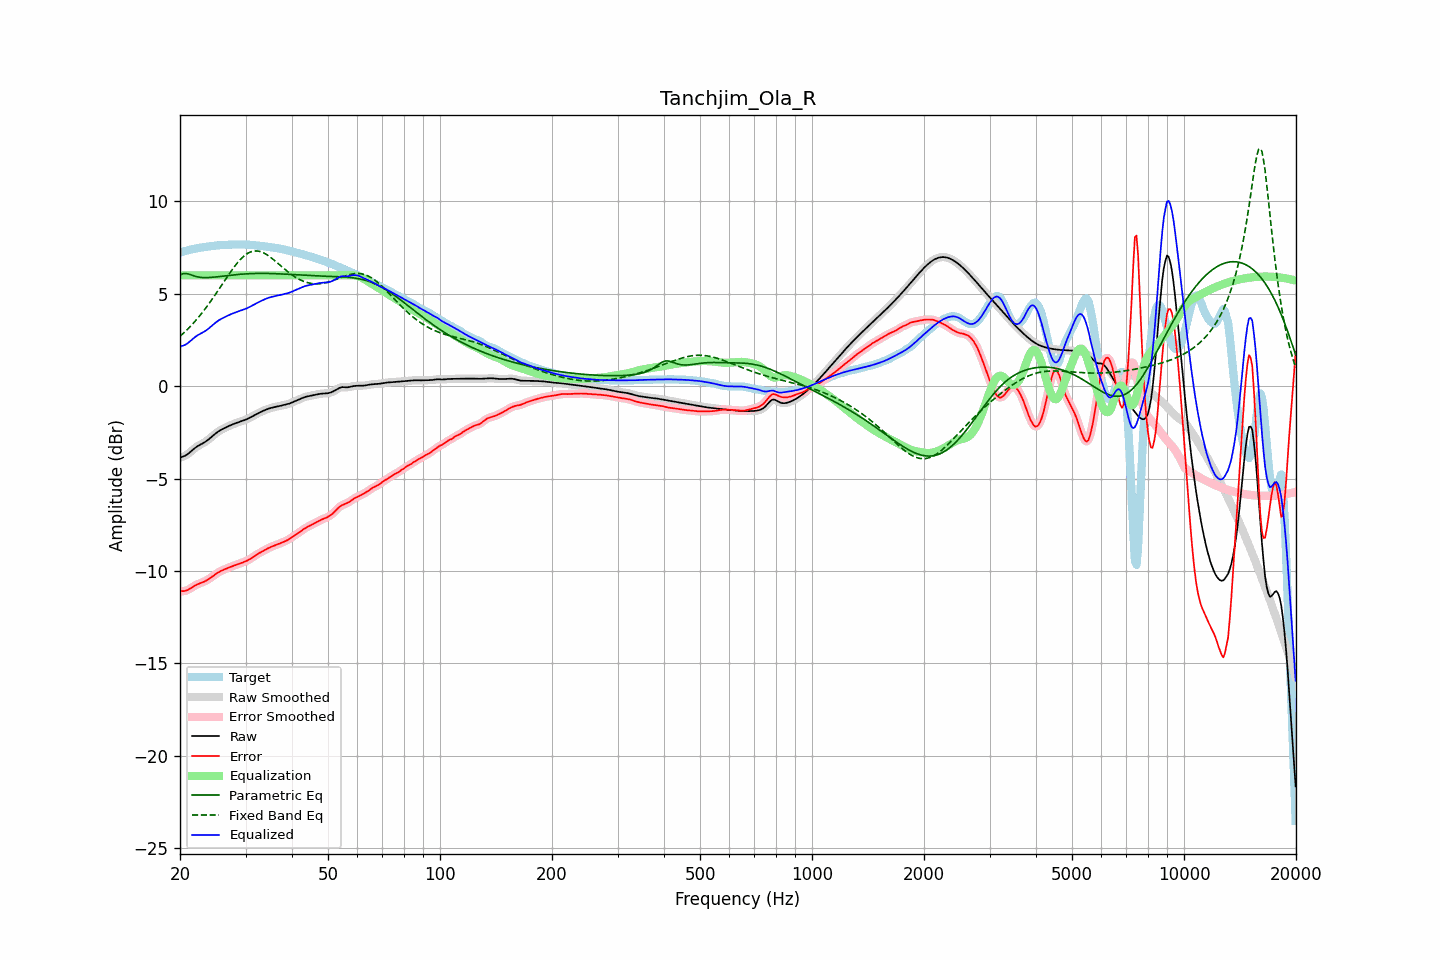 Tanchjim_Ola_R
Amplitude (dBr)
10
5
0
−5
−10
−15
−20
−25
Target
Raw Smoothed
Error Smoothed
Raw
Error
Equalization
Parametric Eq
Fixed Band Eq
Equalized
20 50 100 200 500 1000 2000 5000 10000 20000
Frequency (Hz)